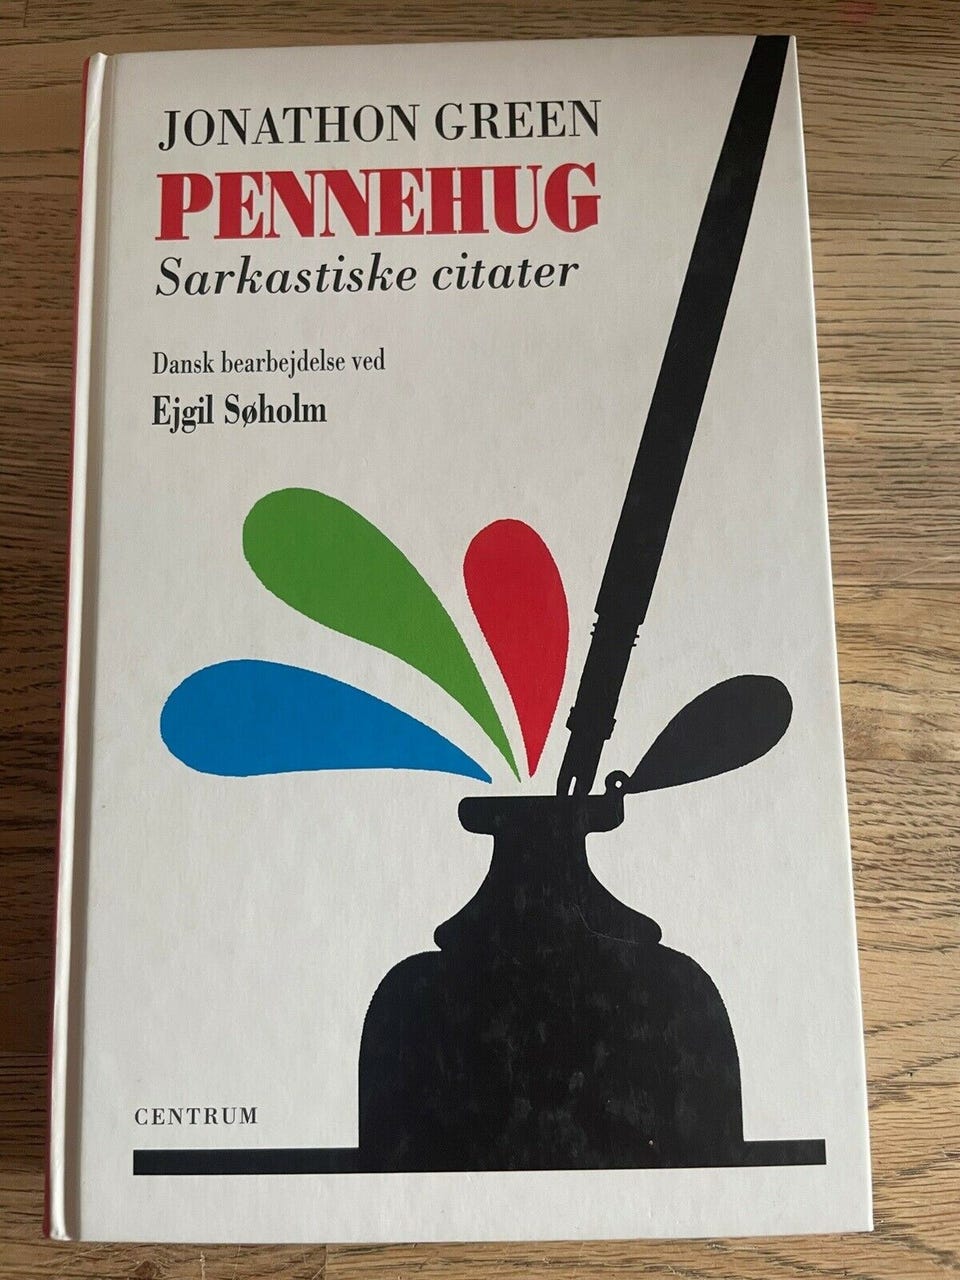 JONATHON GREEN
PENNEHUG
Sarkastiske citater
Dansk bearbejdelse ved
Ejgil Søholm
CENTRUM